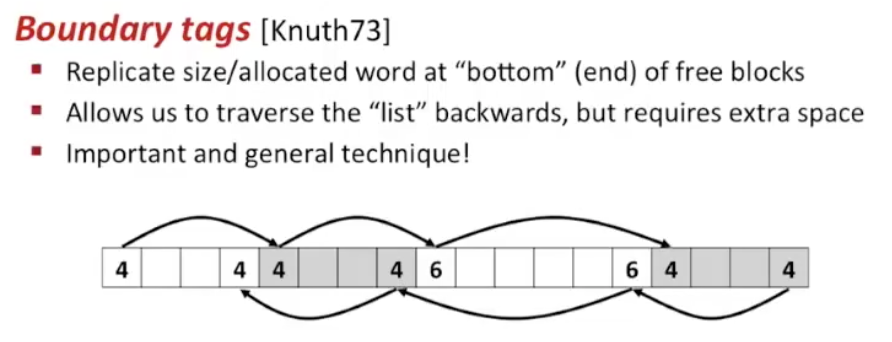 Boundary tags [Knuth73]
Replicate size/allocated word at “bottom” (end) of free blocks
Allows us to traverse the “list” backwards, but requires extra space
Important and general technique!
4 4 4 4 6 6 4 4